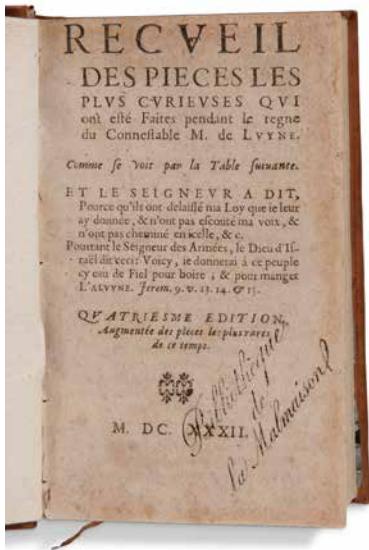 RECVEIL
DES PIECES LES
PLVS CVRIEVSES QVI
ont esté Faites pendant le regne
du Connestable M. de LVYNE.
Comme se voit par la Table suivante.
ET LE SEIGNEVR A DIT,
Pource qu'ils ont delaissé ma Loy que ie leur
ay donnée, & n'ont pas escouté ma voix, &
n'ont pas cheminé en icelle, &c.
Pourtant le Seigneur des Armées, le Dieu d'Is-
raël dit ceci: Voicy, ie donnerai à ce peuple
cy eau de Fiel pour boire, & pour manger
L'ALVYNE. Jerem. 9. v. 13. 14. & 15.
QVATRIESME EDITION,
Augmentée des pieces les plus rares
de ce temps.
M. DC. XXXII.
Bibliotheque
de
la Malmaison